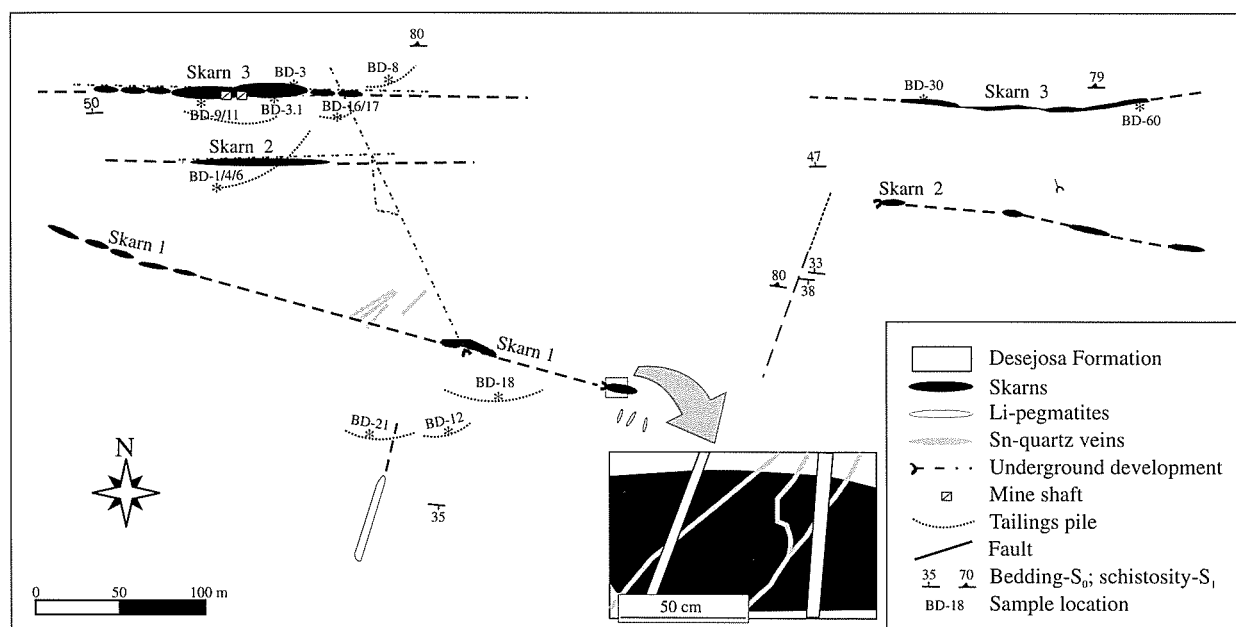 80
Skarn 3
BD-3
BD-8
50
BD-9/11
BD-3.1
BD-16/17
Skarn 2
BD-1/4/6
Skarn 1
Skarn 1
BD-18
BD-21
BD-12
35
N
0 50 100 m
BD-30
Skarn 3
79
BD-60
47
Skarn 2
33
80
38
50 cm
Desejosa Formation
Skarns
Li-pegmatites
Sn-quartz veins
Underground development
Mine shaft
Tailings pile
Fault
35 70 Bedding-S₀; schistosity-S₁
BD-18 Sample location